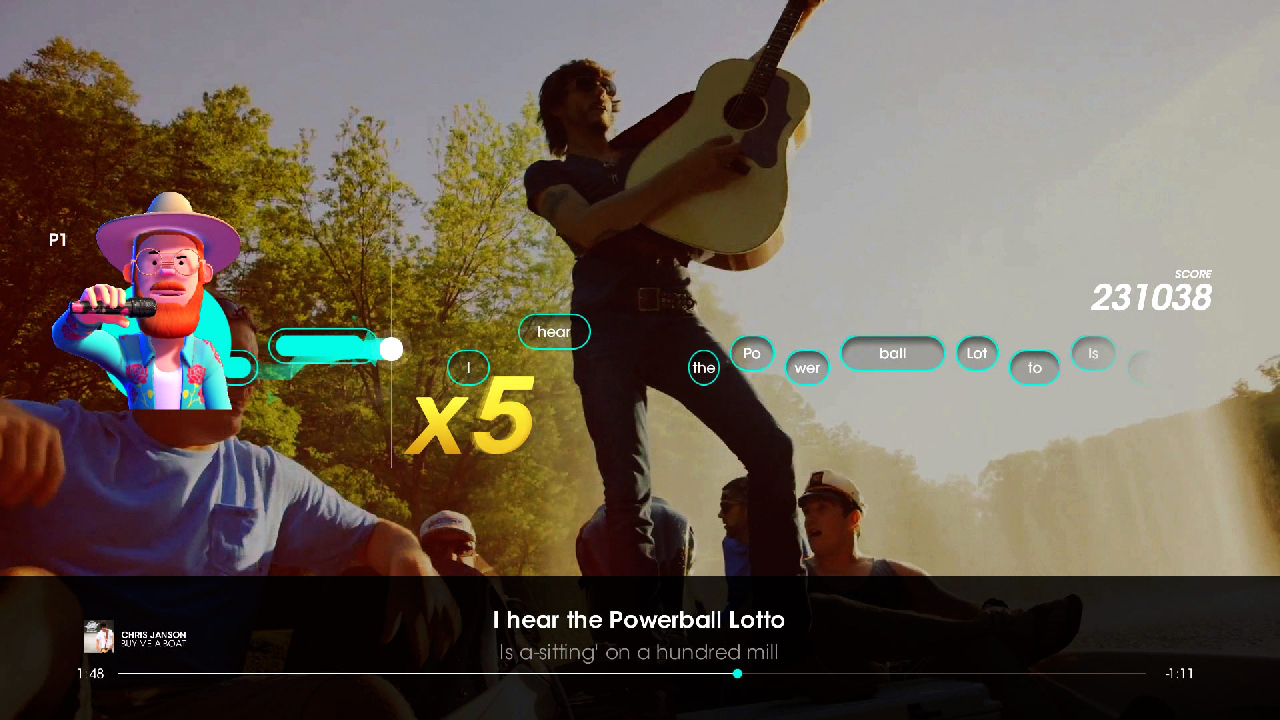 P1
SCORE
231038
I
hear
the
Po
wer
ball
Lot
to
Is
x5
I hear the Powerball Lotto
Is a-sittin' on a hundred mill
CHRIS JANSON
BUY ME A BOAT
1:48
-1:11